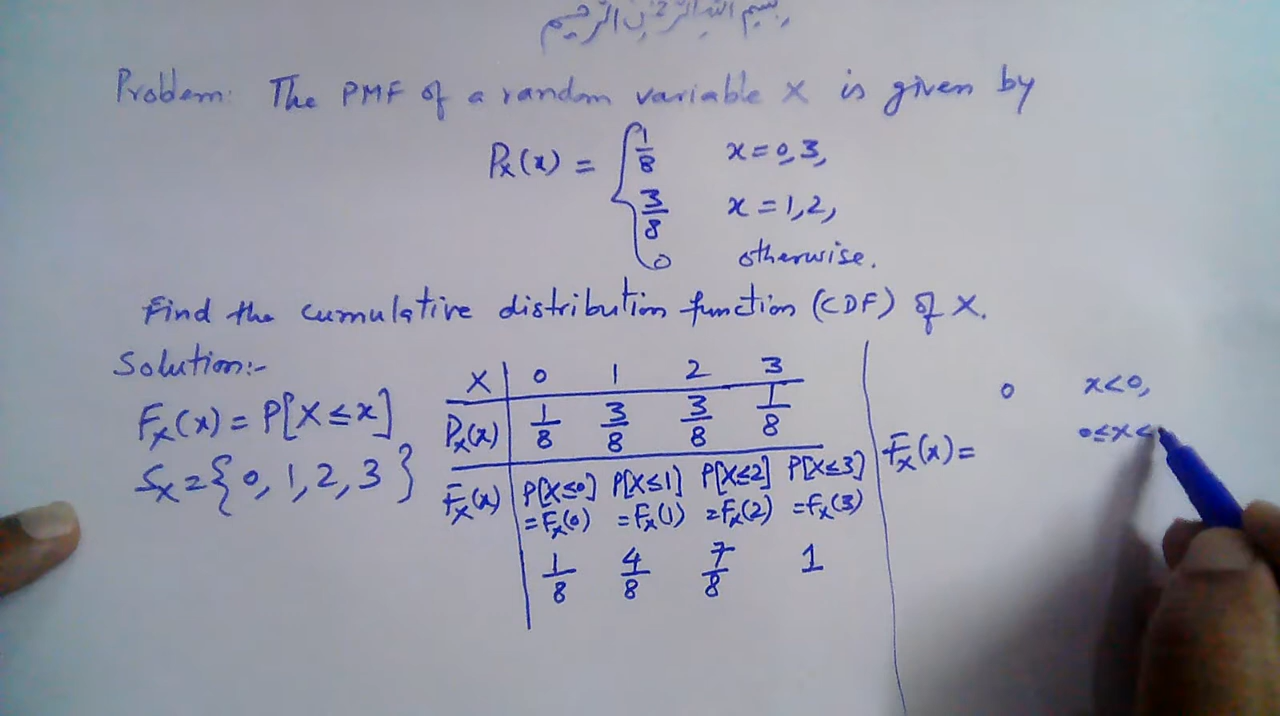 بسم الله الرحمن الرحيم
Problem: The PMF of a random variable X is given by
Px(x) = { 1/8 x=0,3,
3/8 x=1,2,
0 otherwise.
Find the cumulative distribution function (CDF) of X.
Solution:-
Fx(x) = P[X≤x]
Sx = {0, 1, 2, 3}
X 0 1 2 3
Px(x) 1/8 3/8 3/8 1/8
Fx(x) P[X≤0] P[X≤1] P[X≤2] P[X≤3]
=Fx(0) =Fx(1) =Fx(2) =Fx(3)
1/8 4/8 7/8 1
Fx(x) =
0 x<0,
0≤x<